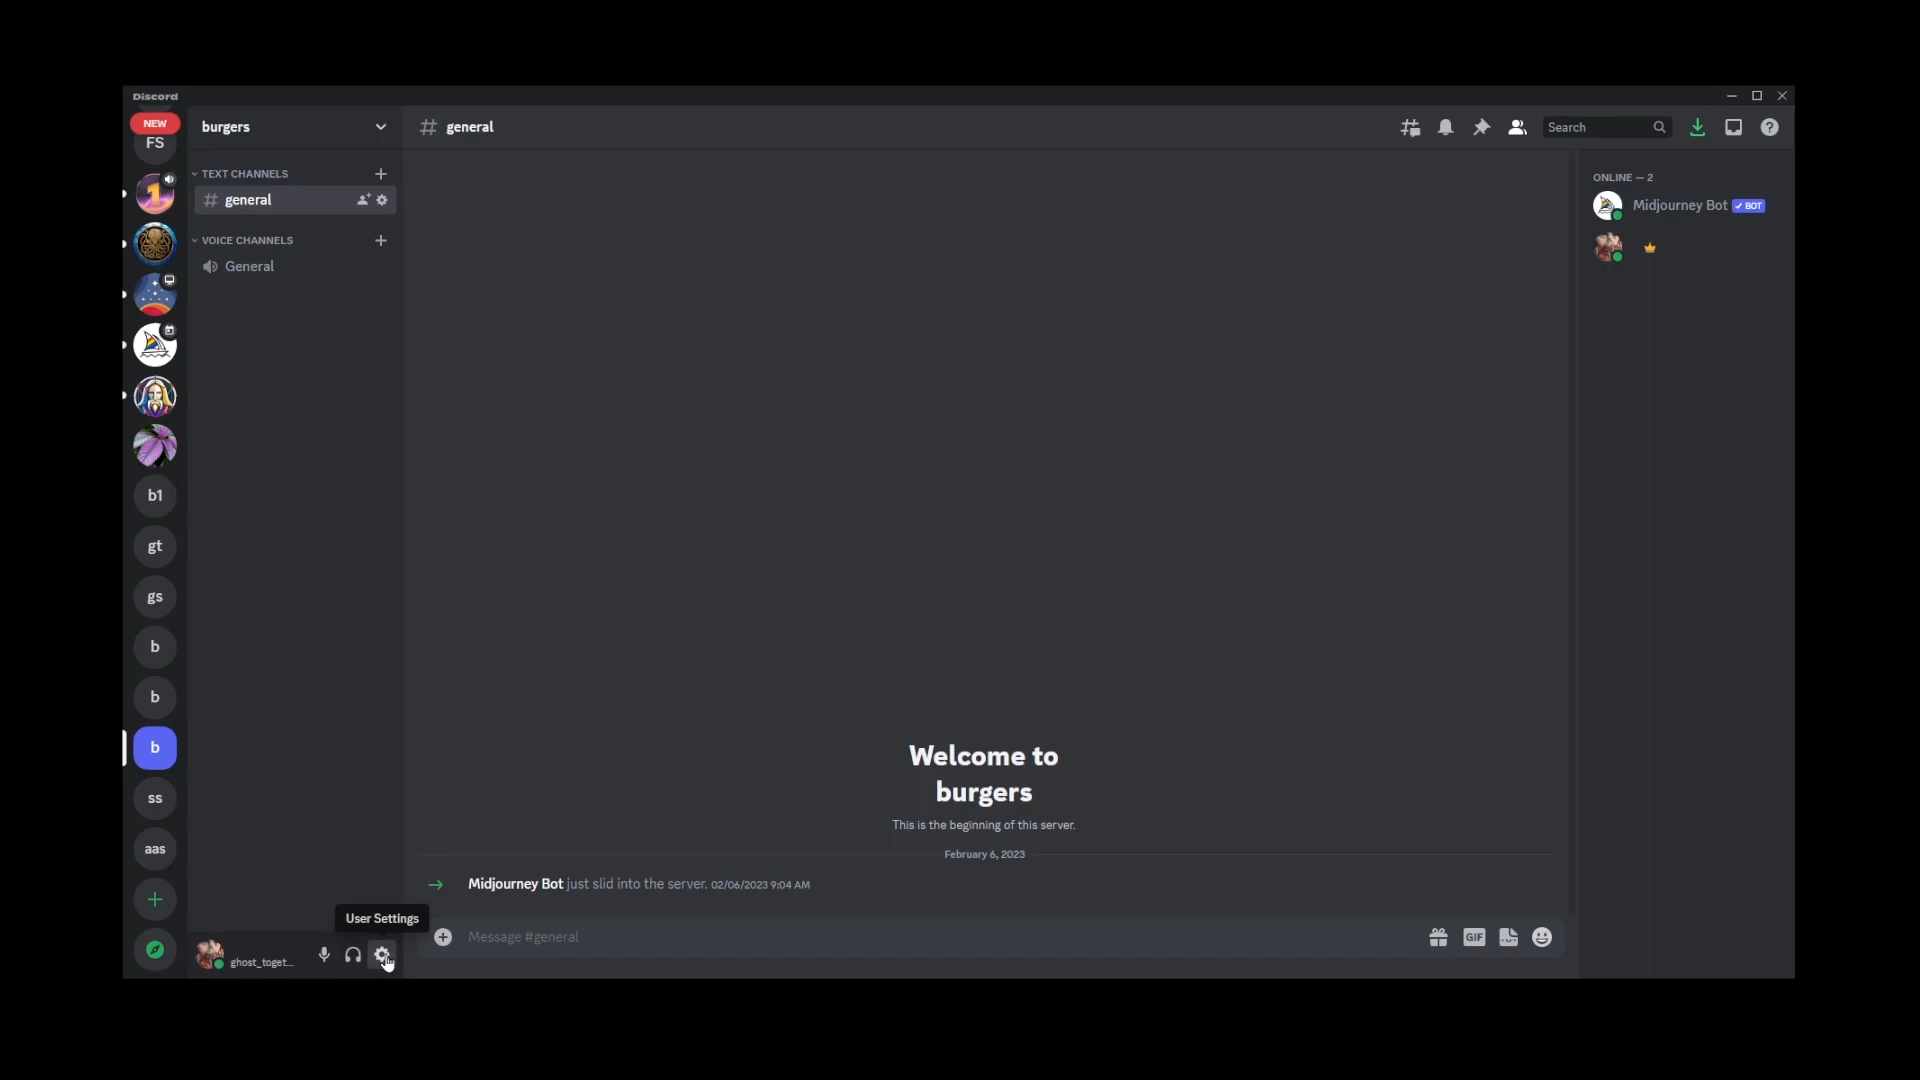 Discord
NEW
FS
b1
gt
gs
b
b
b
ss
aas
burgers
TEXT CHANNELS
general
VOICE CHANNELS
General
User Settings
ghost_toget...
general
Search
Welcome to
burgers
This is the beginning of this server.
February 6, 2023
Midjourney Bot just slid into the server. 02/06/2023 9:04 AM
Message #general
GIF
ONLINE — 2
Midjourney Bot BOT